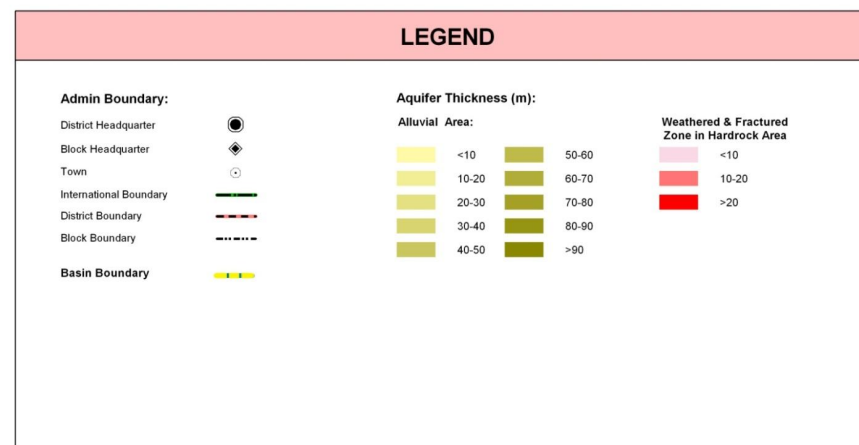 LEGEND
Admin Boundary:
District Headquarter
Block Headquarter
Town
International Boundary
District Boundary
Block Boundary
Basin Boundary
Aquifer Thickness (m):
Alluvial Area:
<10
10-20
20-30
30-40
40-50
50-60
60-70
70-80
80-90
>90
Weathered & Fractured
Zone in Hardrock Area
<10
10-20
>20